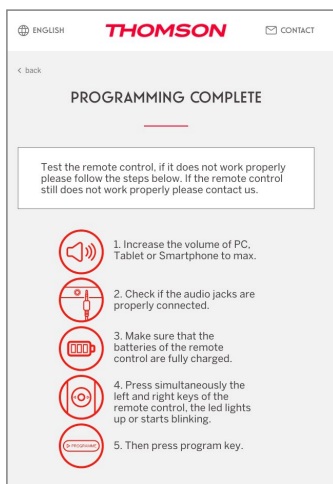 ENGLISH THOMSON CONTACT
< back
PROGRAMMING COMPLETE
Test the remote control, if it does not work properly
please follow the steps below. If the remote control
still does not work properly please contact us.
1. Increase the volume of PC,
Tablet or Smartphone to max.
2. Check if the audio jacks are
properly connected.
3. Make sure that the
batteries of the remote
control are fully charged.
4. Press simultaneously the
left and right keys of the
remote control, the led lights
up or starts blinking.
PROGRAMME
5. Then press program key.